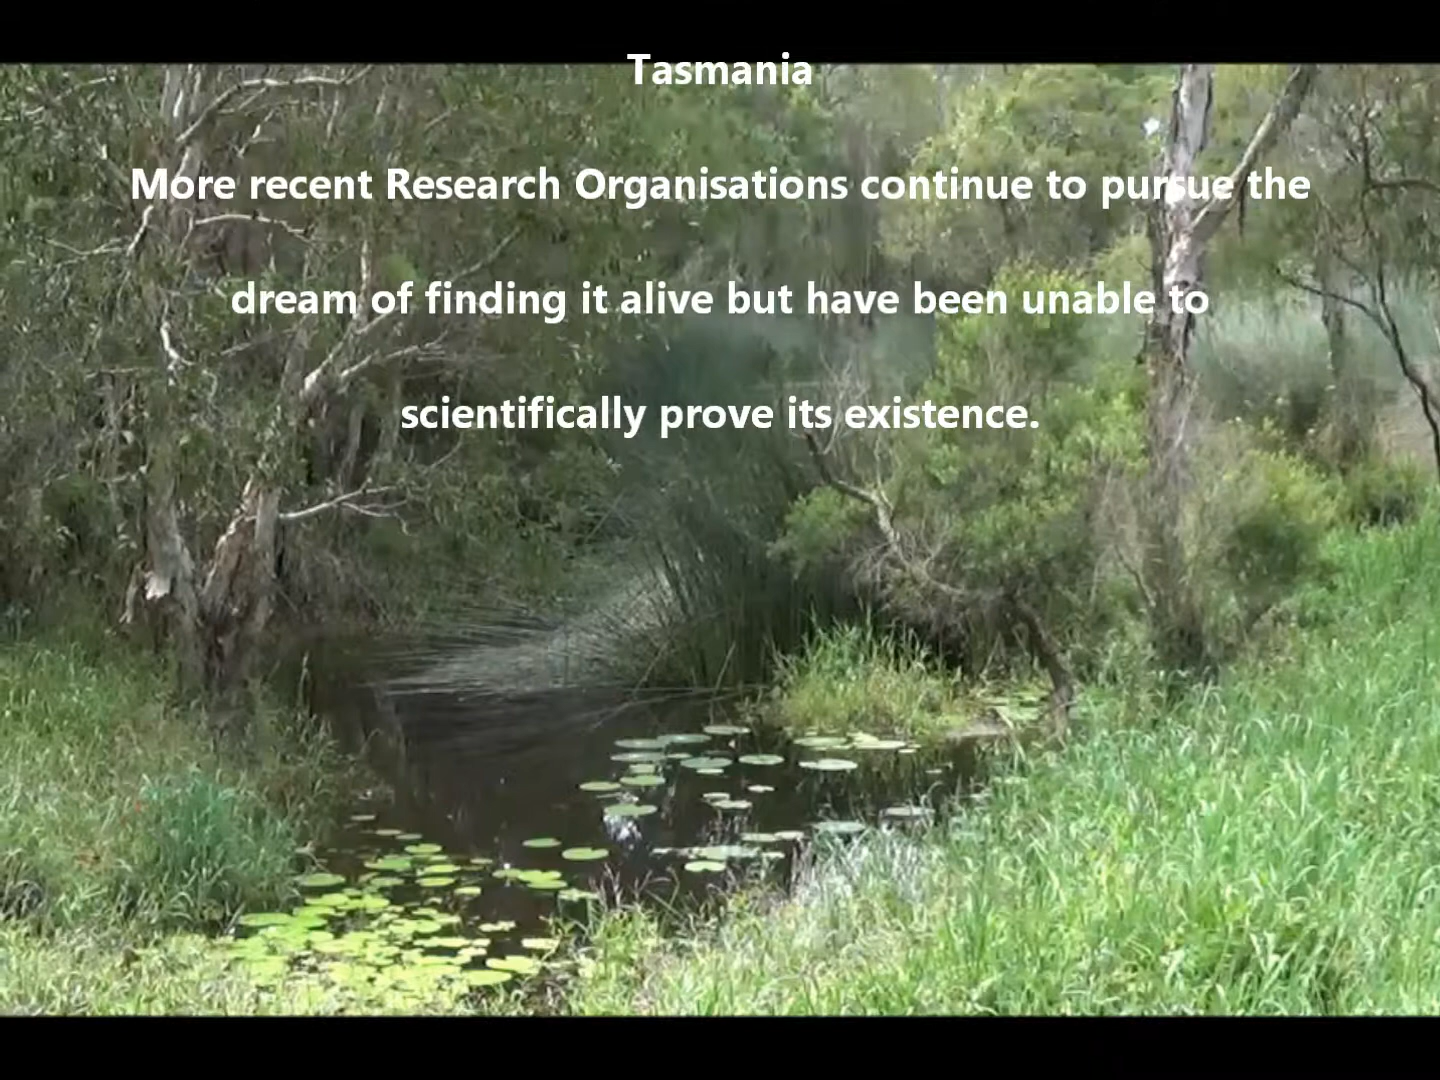 Tasmania
More recent Research Organisations continue to pursue the
dream of finding it alive but have been unable to
scientifically prove its existence.